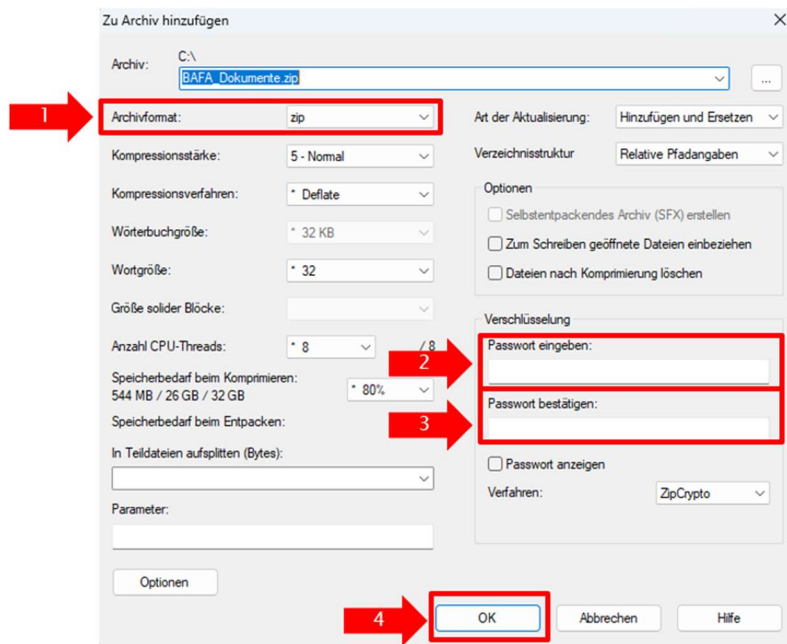 Zu Archiv hinzufügen
Archiv:
C:\
BAFA_Dokumente.zip
...
1
Archivformat:
zip
Kompressionsstärke:
5 - Normal
Kompressionsverfahren:
* Deflate
Wörterbuchgröße:
* 32 KB
Wortgröße:
* 32
Größe solider Blöcke:
Anzahl CPU-Threads:
* 8
/ 8
Speicherbedarf beim Komprimieren:
544 MB / 26 GB / 32 GB
* 80%
Speicherbedarf beim Entpacken:
In Teildateien aufsplitten (Bytes):
Parameter:
Optionen
Art der Aktualisierung:
Hinzufügen und Ersetzen
Verzeichnisstruktur
Relative Pfadangaben
Optionen
Selbstentpackendes Archiv (SFX) erstellen
Zum Schreiben geöffnete Dateien einbeziehen
Dateien nach Komprimierung löschen
Verschlüsselung
2
Passwort eingeben:
3
Passwort bestätigen:
Passwort anzeigen
Verfahren:
ZipCrypto
4
OK
Abbrechen
Hilfe